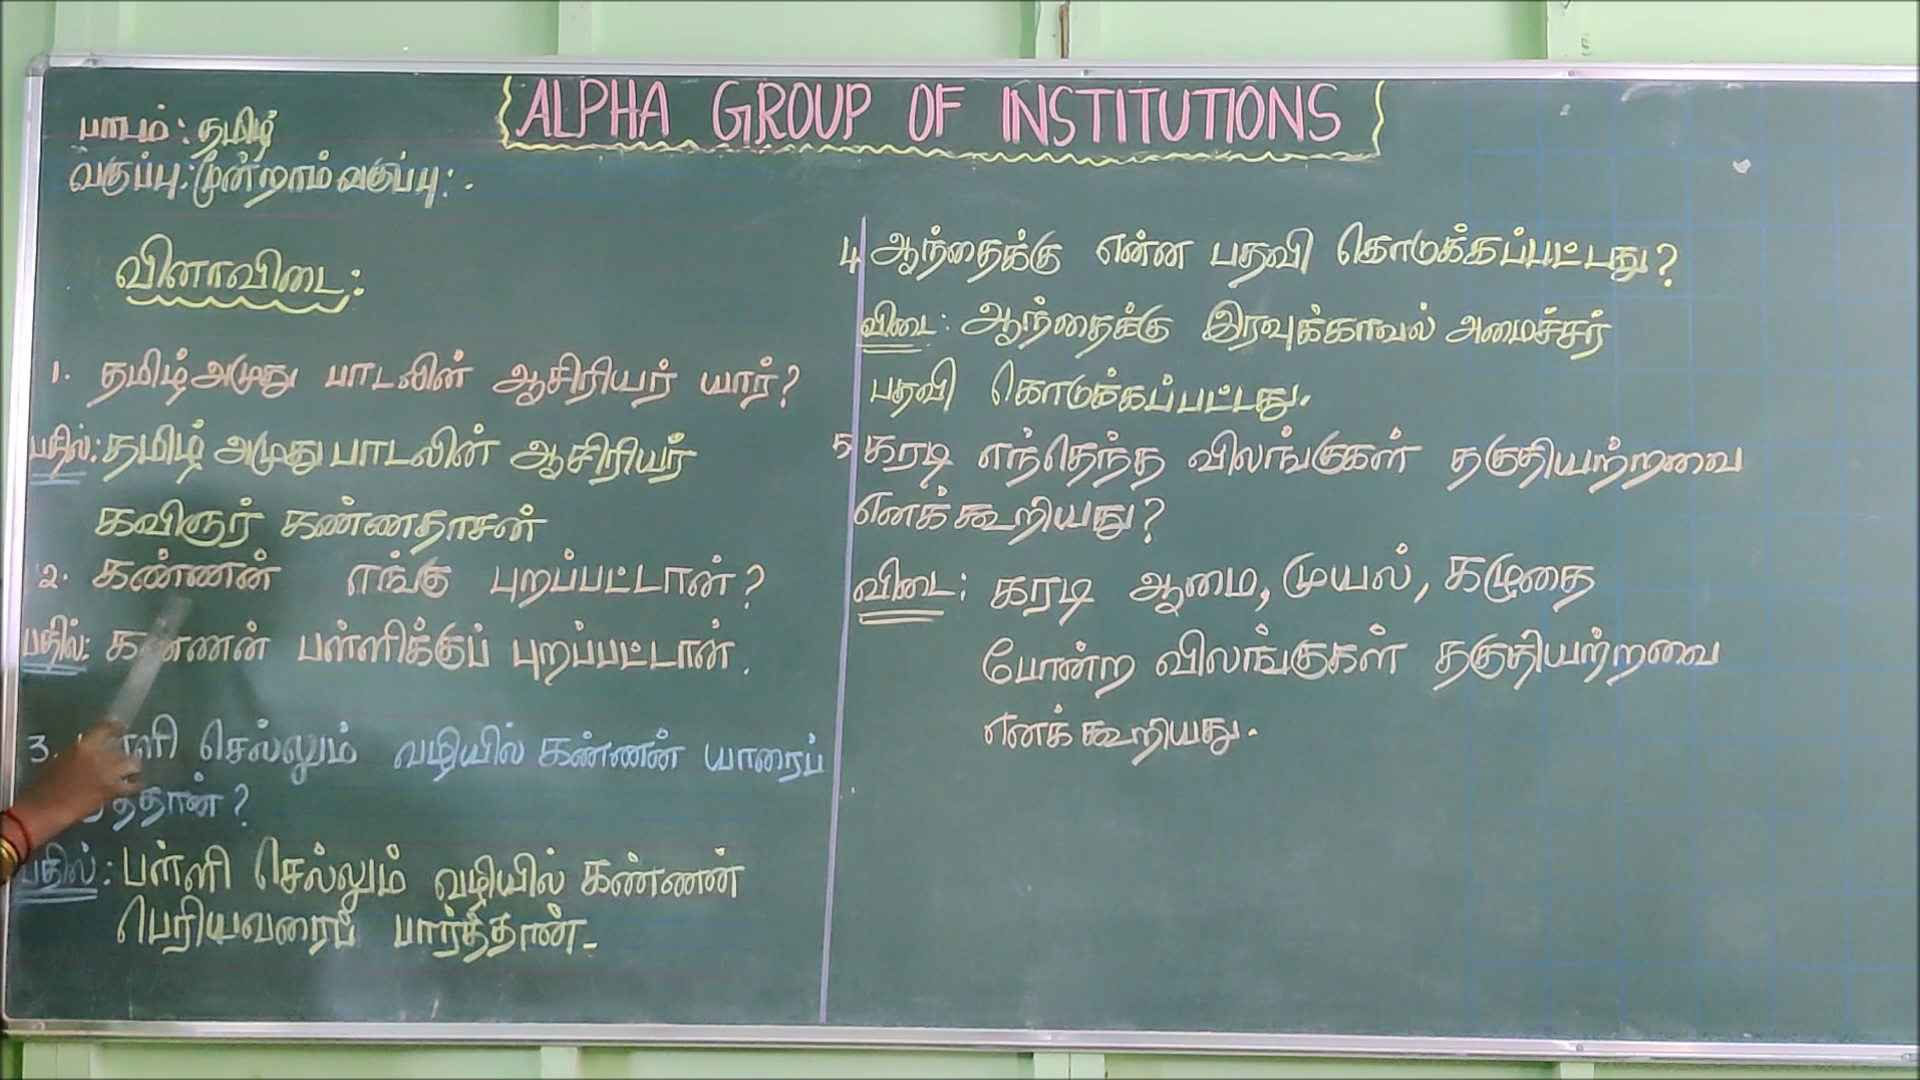 ALPHA GROUP OF INSTITUTIONS
பாடம்: தமிழ்
வகுப்பு: மூன்றாம் வகுப்பு: .
வினாவிடை:
1. தமிழ் அமுது பாடலின் ஆசிரியர் யார்?
பதில்: தமிழ் அமுது பாடலின் ஆசிரியர்
கவிஞர் கண்ணதாசன்
2. கண்ணன் எங்கு புறப்பட்டான்?
பதில்: கண்ணன் பள்ளிக்குப் புறப்பட்டான்.
3. செல்லும் வழியில் கண்ணன் யாரைப்
பதில்: பள்ளி செல்லும் வழியில் கண்ணன்
பெரியவரைப் பார்த்தான்.
4 ஆந்தைக்கு என்ன பதவி கொடுக்கப்பட்டது?
விடை: ஆந்தைக்கு இரவுக்காவல் அமைச்சர்
பதவி கொடுக்கப்பட்டது.
5 கரடி எந்தெந்த விலங்குகள் தகுதியற்றவை
எனக் கூறியது?
விடை: கரடி ஆமை, முயல், கழுதை
போன்ற விலங்குகள் தகுதியற்றவை
எனக் கூறியது.